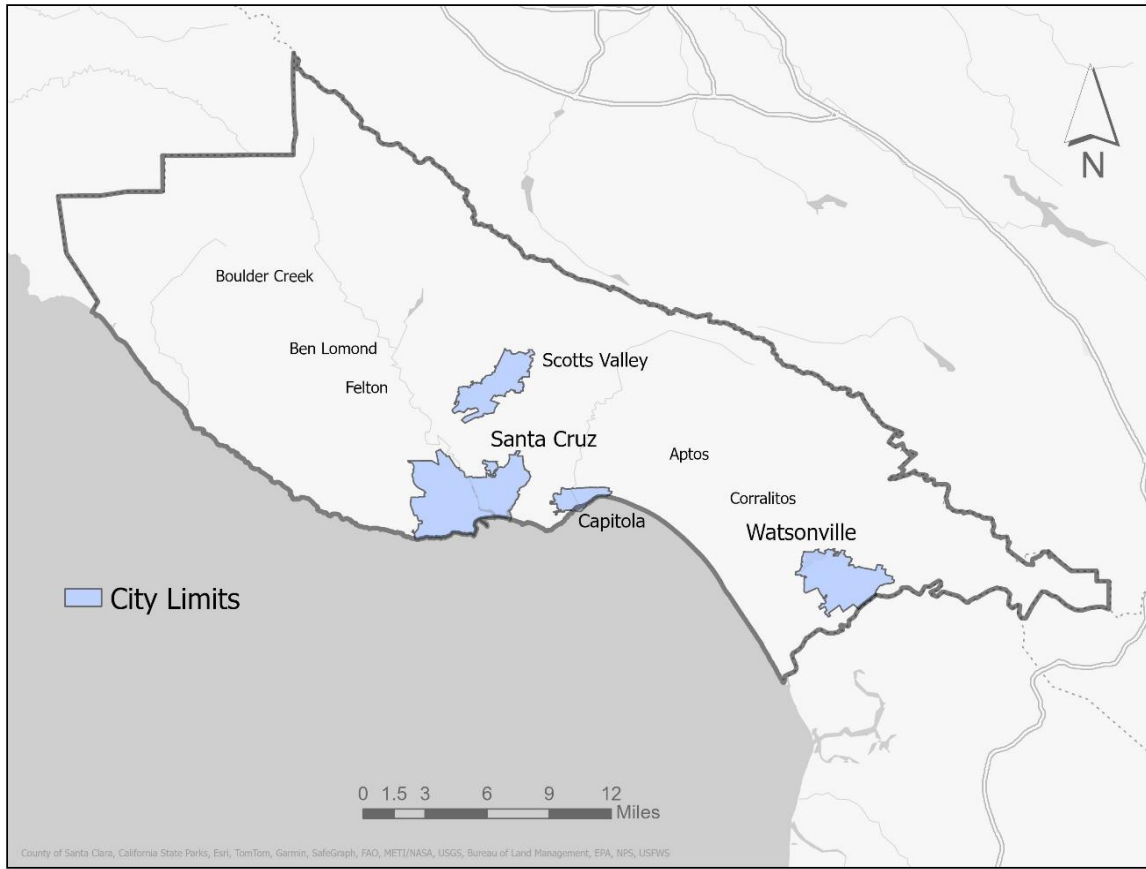 N
Boulder Creek
Ben Lomond
Scotts Valley
Felton
Santa Cruz
Aptos
Corralitos
Capitola
Watsonville
City Limits
0 1.5 3 6 9 12
Miles
County of Santa Clara, California State Parks, Esri, TomTom, Garmin, SafeGraph, FAO, METI/NASA, USGS, Bureau of Land Management, EPA, NPS, USFWS